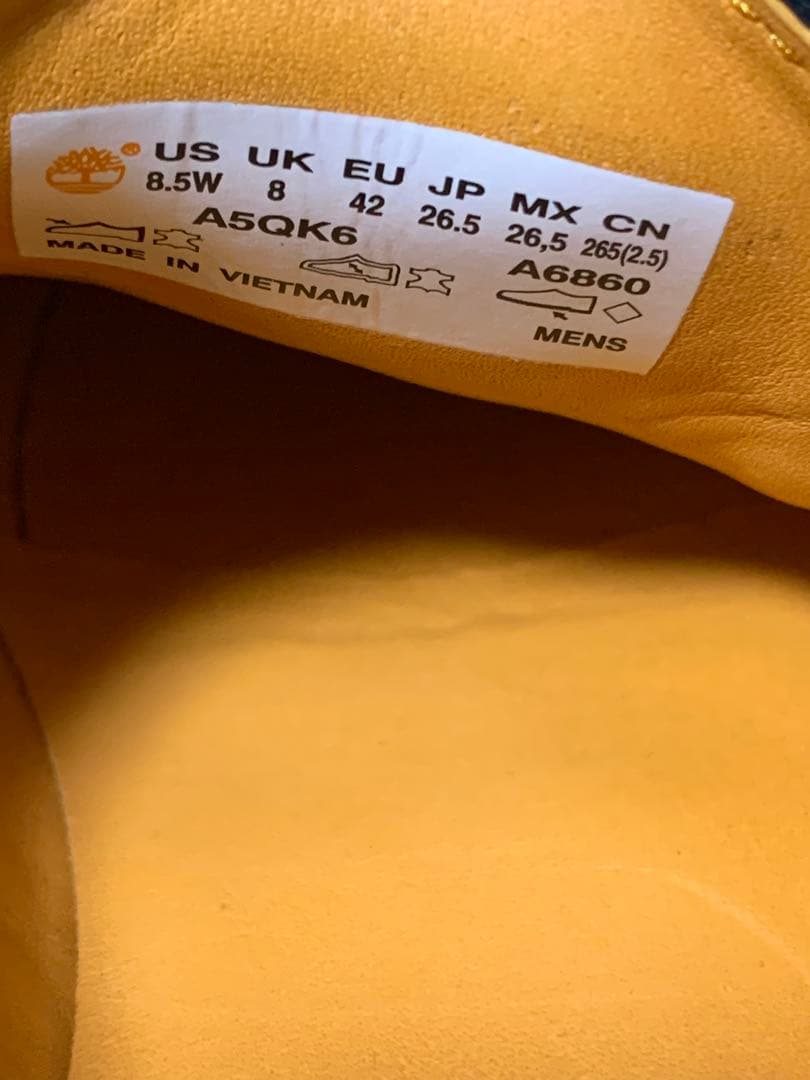 ® US UK EU JP MX CN
8.5W 8 42 26.5 26,5 265(2.5)
A5QK6 A6860
MADE IN VIETNAM MENS